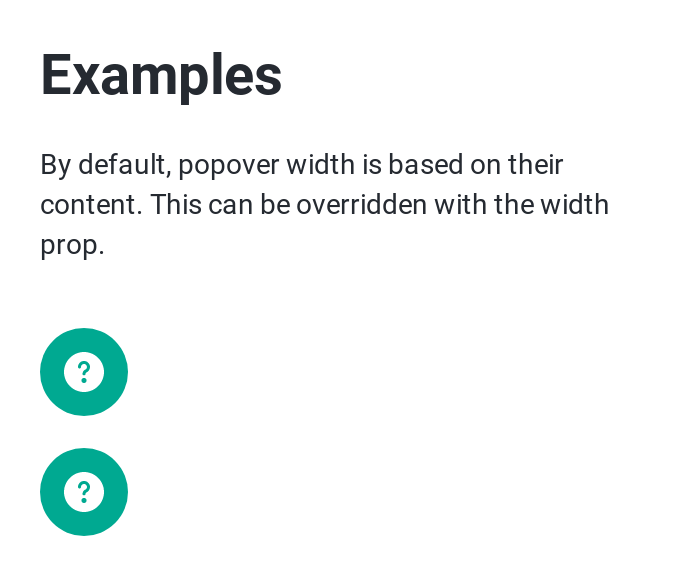 Examples
By default, popover width is based on their
content. This can be overridden with the width
prop.
?
?